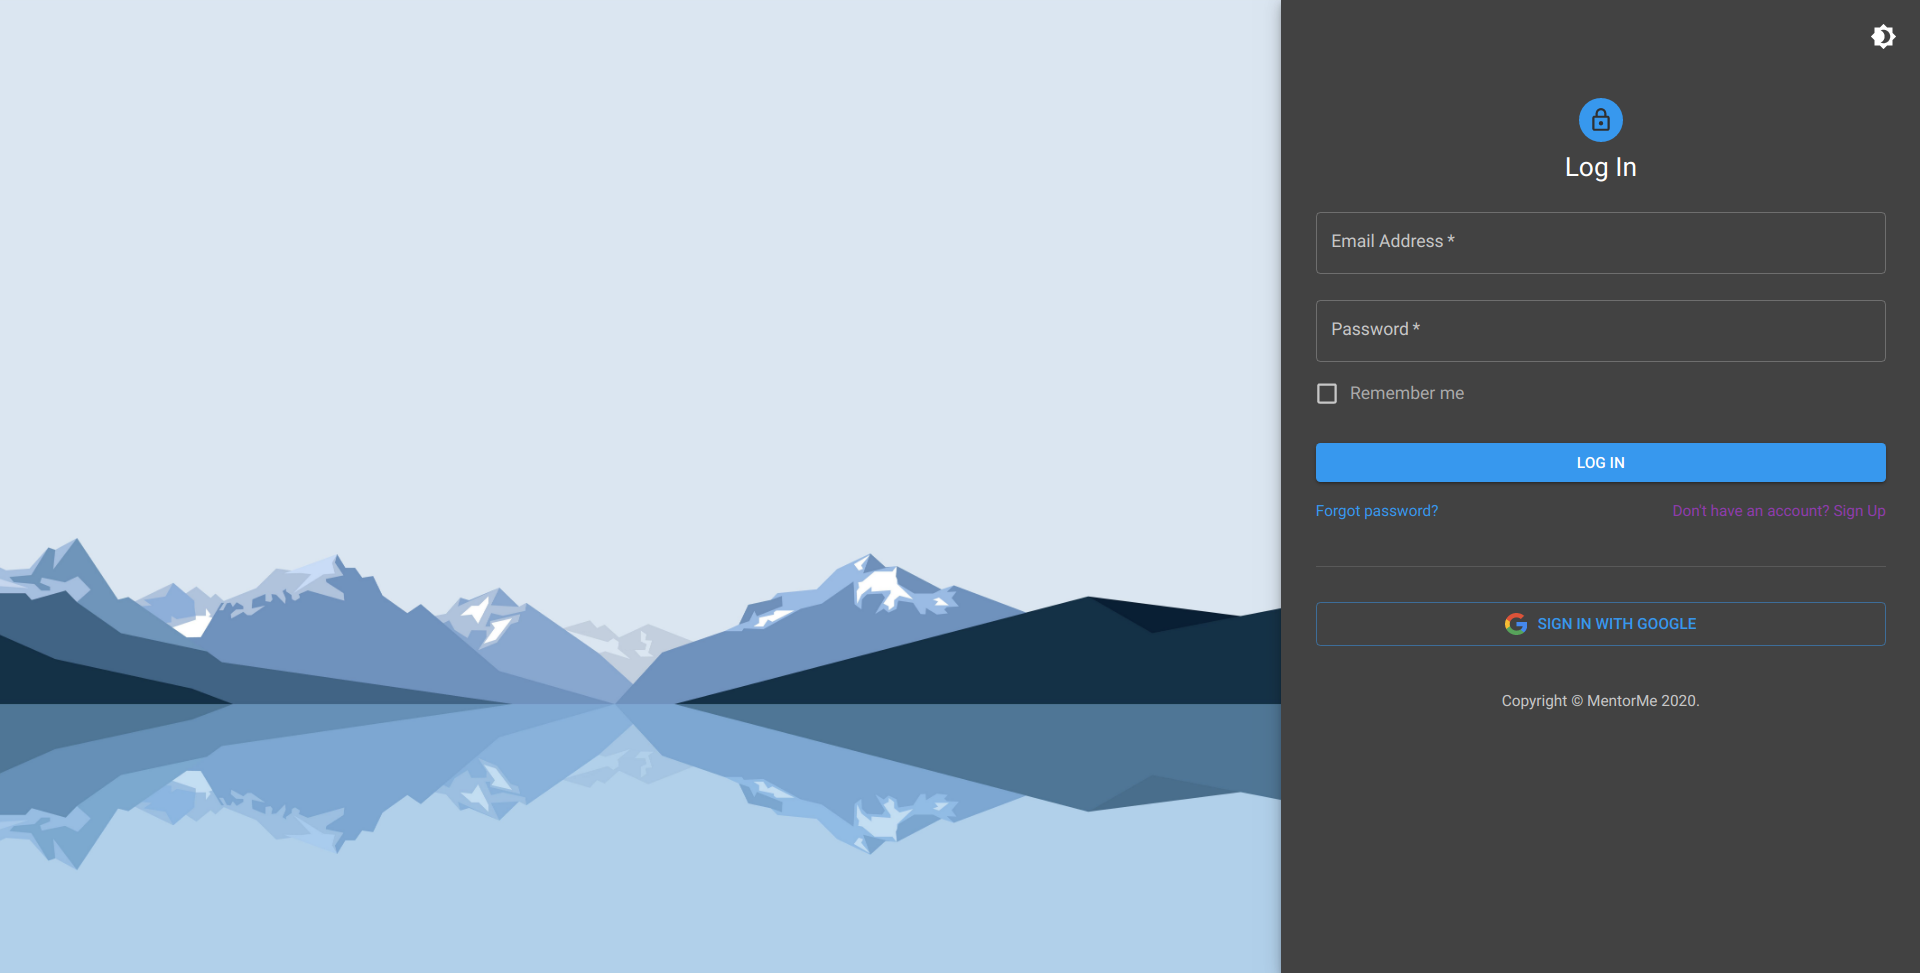 Log In
Email Address *
Password *
Remember me
LOG IN
Forgot password?
Don't have an account? Sign Up
SIGN IN WITH GOOGLE
Copyright © MentorMe 2020.